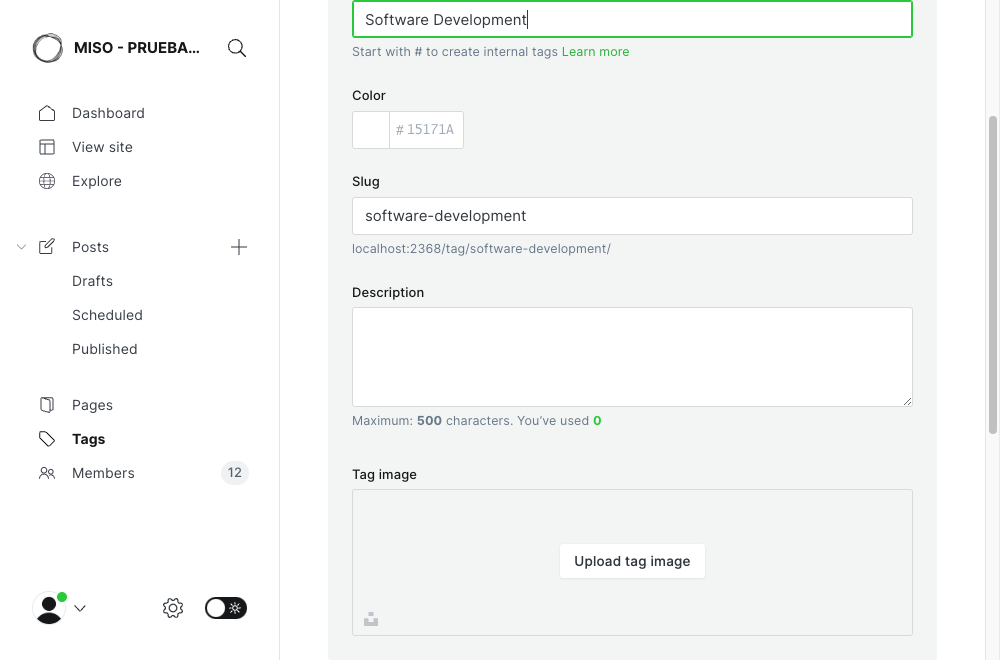 MISO - PRUEBA...
Dashboard
View site
Explore
Posts
Drafts
Scheduled
Published
Pages
Tags
Members
12
Software Development
Start with # to create internal tags Learn more
Color
# 15171A
Slug
software-development
localhost:2368/tag/software-development/
Description
Maximum: 500 characters. You’ve used 0
Tag image
Upload tag image